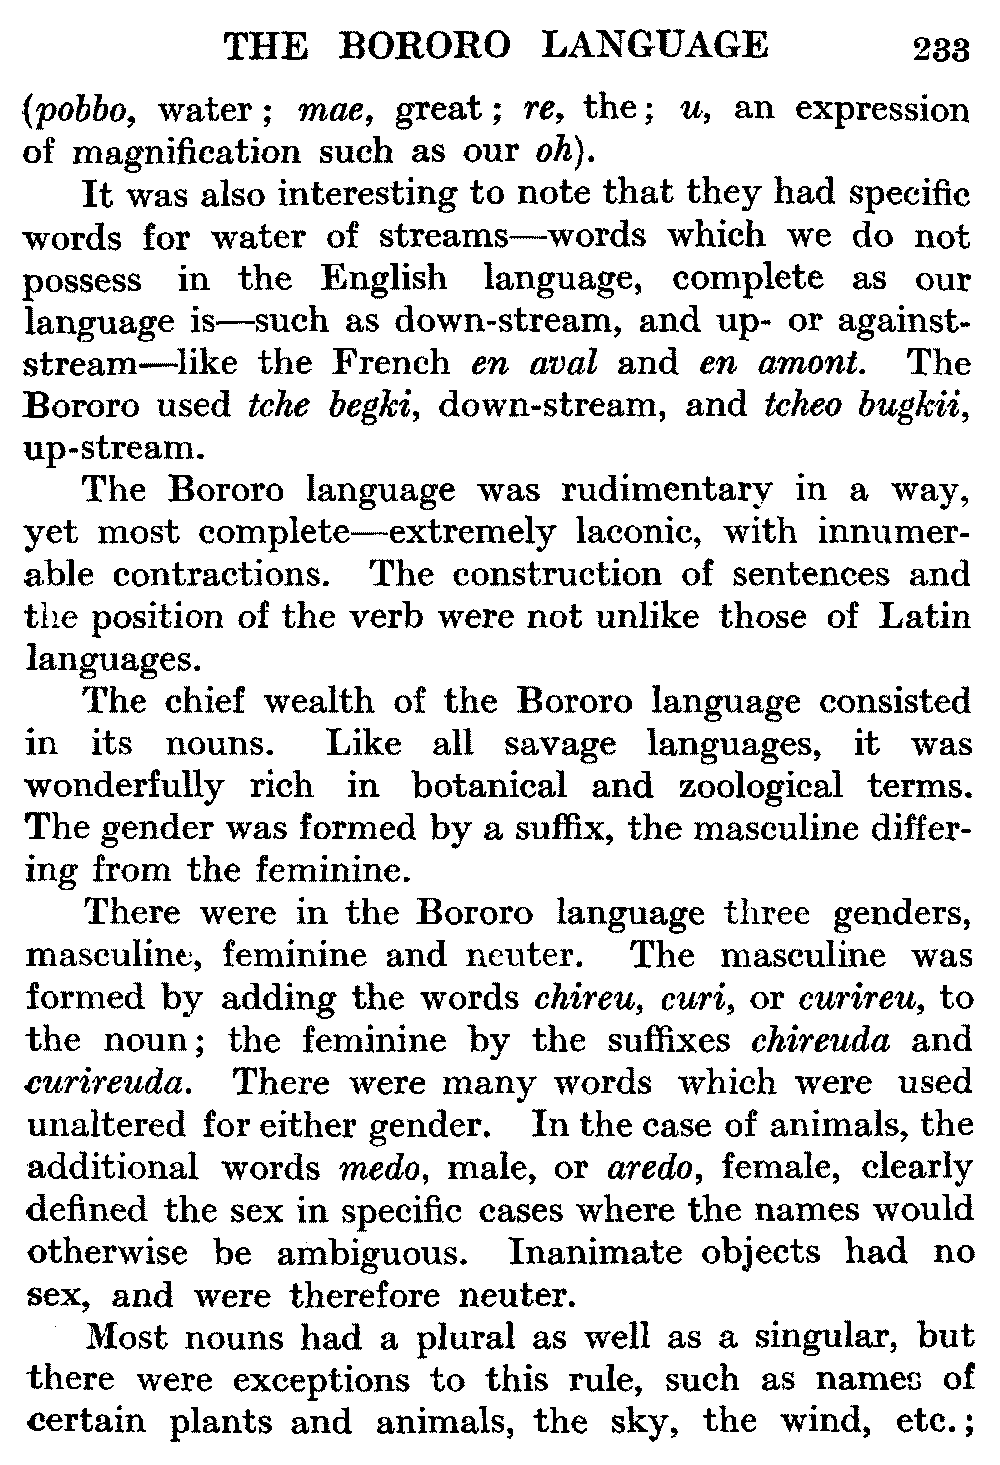 THE BORORO LANGUAGE 233
(pobbo, water; mae, great; re, the; u, an expression
of magnification such as our oh).
It was also interesting to note that they had specific
words for water of streams—words which we do not
possess in the English language, complete as our
language is—such as down-stream, and up- or against-
stream—like the French en aval and en amont. The
Bororo used tche begki, down-stream, and tcheo bugkii,
up-stream.
The Bororo language was rudimentary in a way,
yet most complete—extremely laconic, with innumer-
able contractions. The construction of sentences and
the position of the verb were not unlike those of Latin
languages.
The chief wealth of the Bororo language consisted
in its nouns. Like all savage languages, it was
wonderfully rich in botanical and zoological terms.
The gender was formed by a suffix, the masculine differ-
ing from the feminine.
There were in the Bororo language three genders,
masculine, feminine and neuter. The masculine was
formed by adding the words chireu, curi, or curireu, to
the noun; the feminine by the suffixes chireuda and
curireuda. There were many words which were used
unaltered for either gender. In the case of animals, the
additional words medo, male, or aredo, female, clearly
defined the sex in specific cases where the names would
otherwise be ambiguous. Inanimate objects had no
sex, and were therefore neuter.
Most nouns had a plural as well as a singular, but
there were exceptions to this rule, such as names of
certain plants and animals, the sky, the wind, etc.;